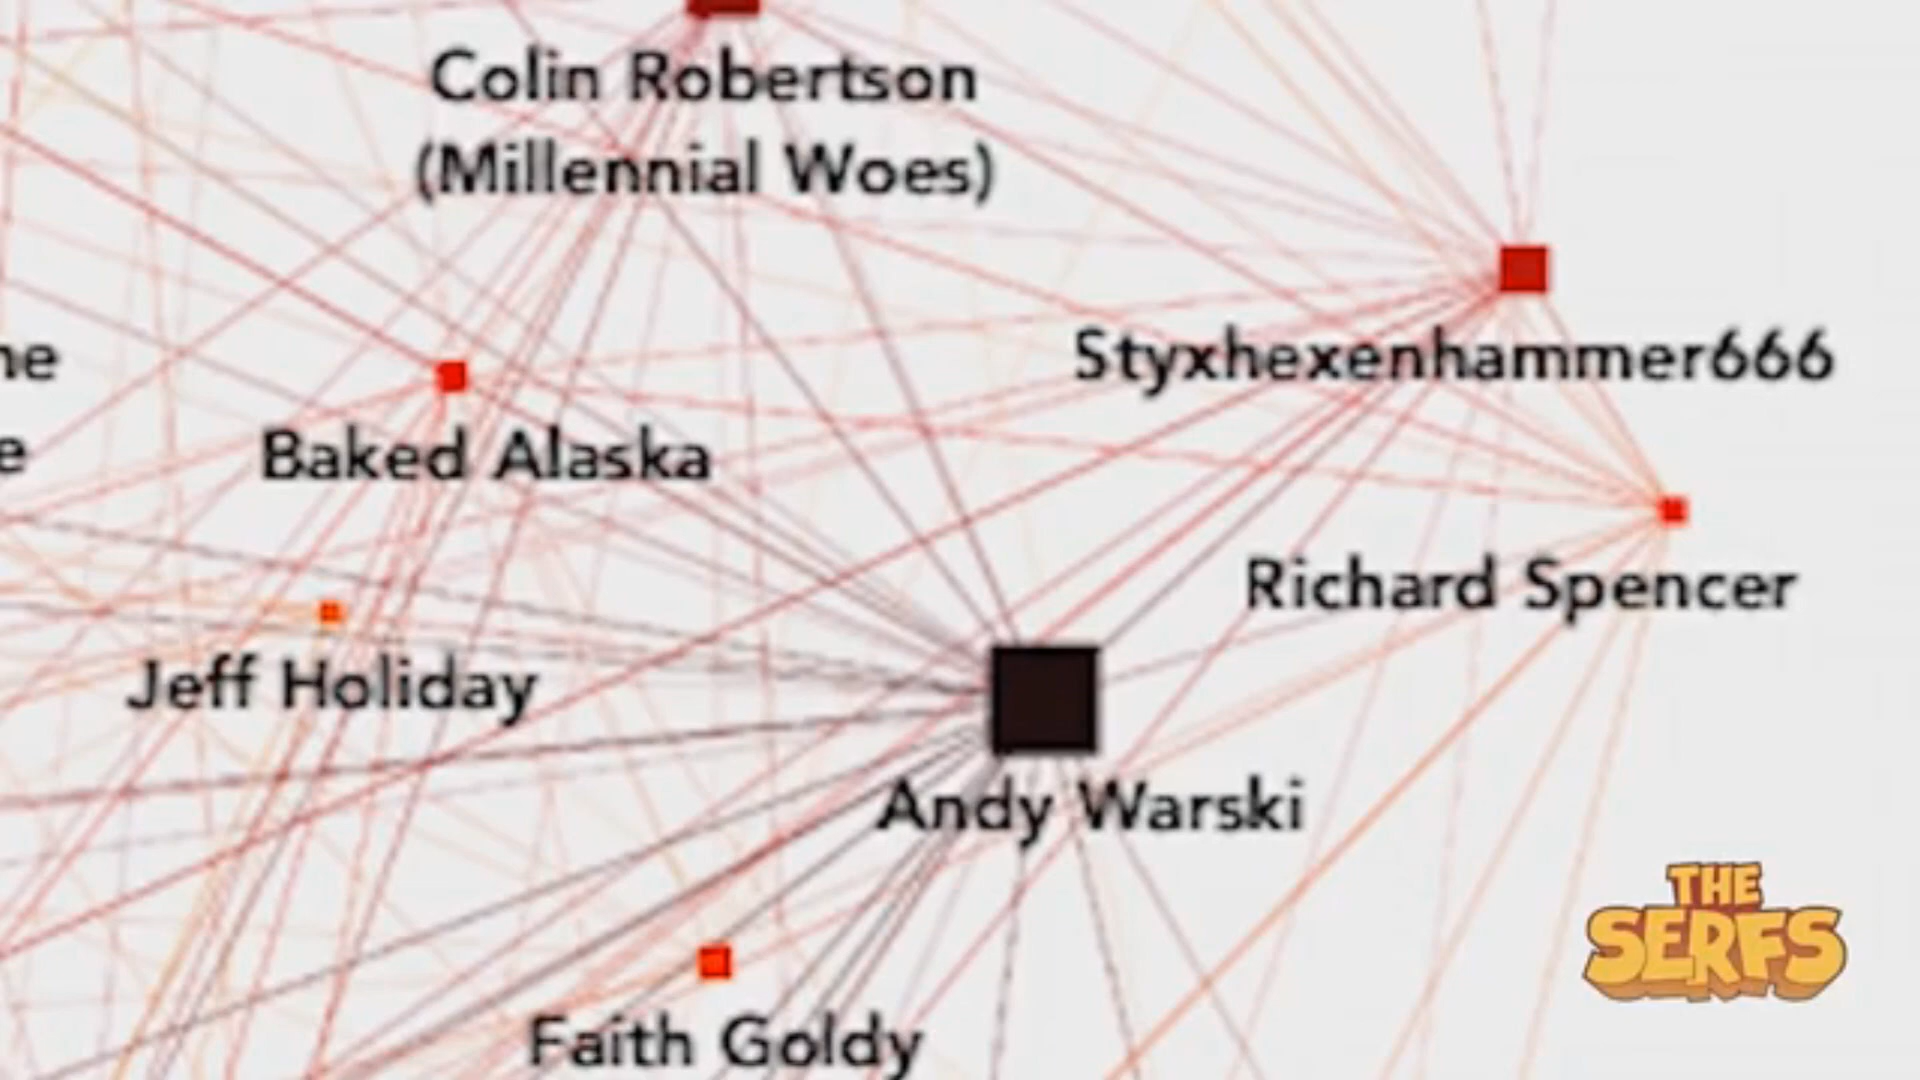 Colin Robertson
(Millennial Woes)
Styxhexenhammer666
Baked Alaska
Richard Spencer
Jeff Holiday
Andy Warski
THE
SERFS
Faith Goldy